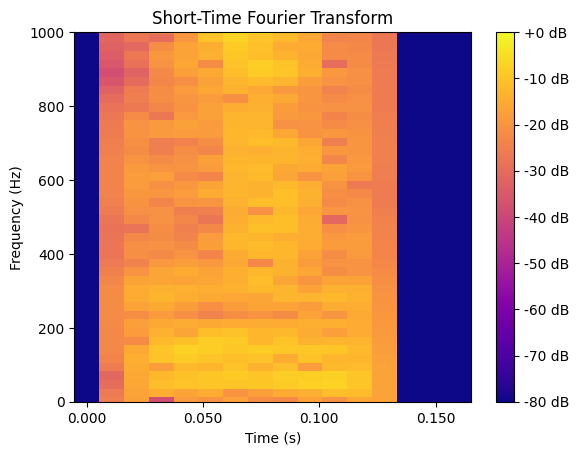 Short-Time Fourier Transform
1000
800
600
400
200
0
Frequency (Hz)
0.000
0.050
0.100
0.150
Time (s)
+0 dB
-10 dB
-20 dB
-30 dB
-40 dB
-50 dB
-60 dB
-70 dB
-80 dB